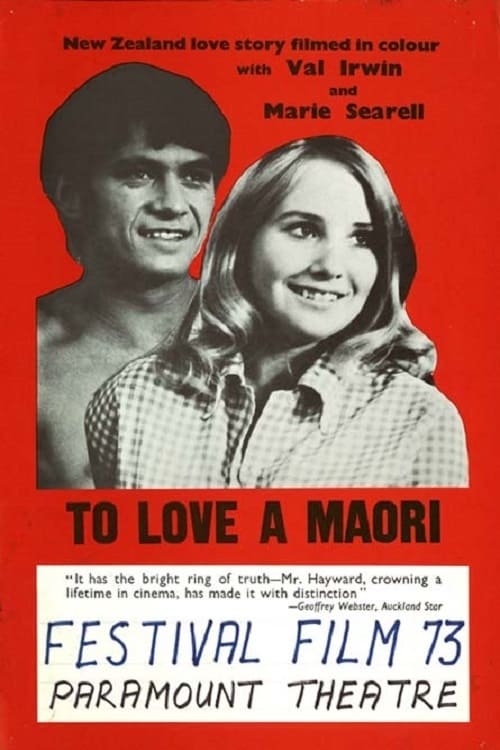 New Zealand love story filmed in colour
with Val Irwin
and
Marie Searell
TO LOVE A MAORI
"It has the bright ring of truth—Mr. Hayward, crowning a
lifetime in cinema, has made it with distinction"
—Geoffrey Webster, Auckland Star
FESTIVAL FILM 73
PARAMOUNT THEATRE